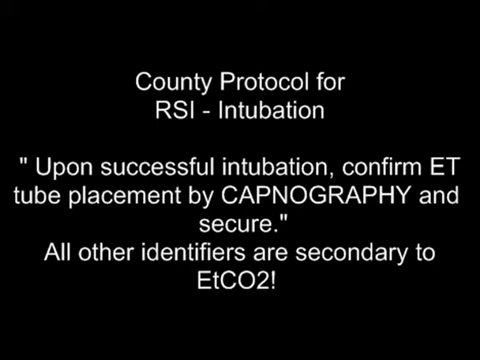 County Protocol for
RSI - Intubation
" Upon successful intubation, confirm ET
tube placement by CAPNOGRAPHY and
secure."
All other identifiers are secondary to
EtCO2!